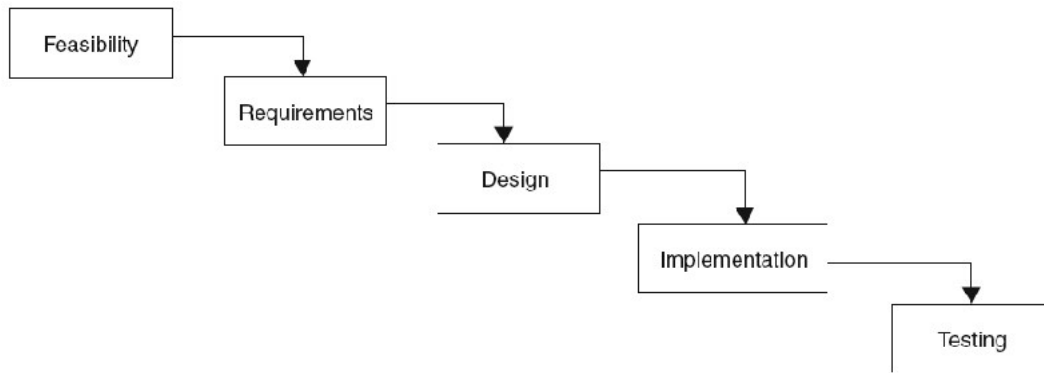 Feasibility
Requirements
Design
Implementation
Testing